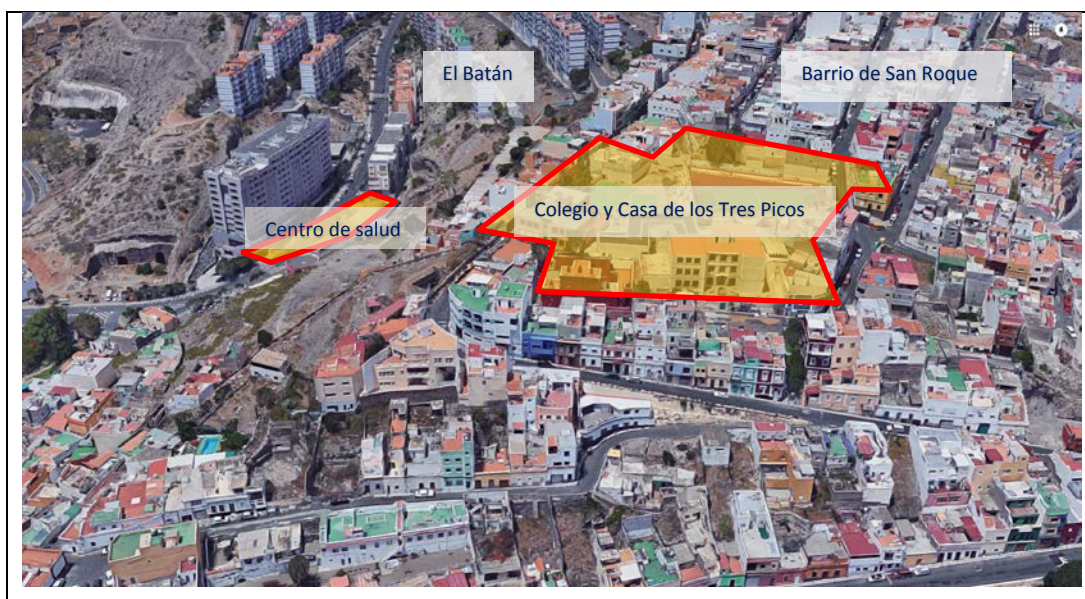 El Batán
Barrio de San Roque
Colegio y Casa de los Tres Picos
Centro de salud